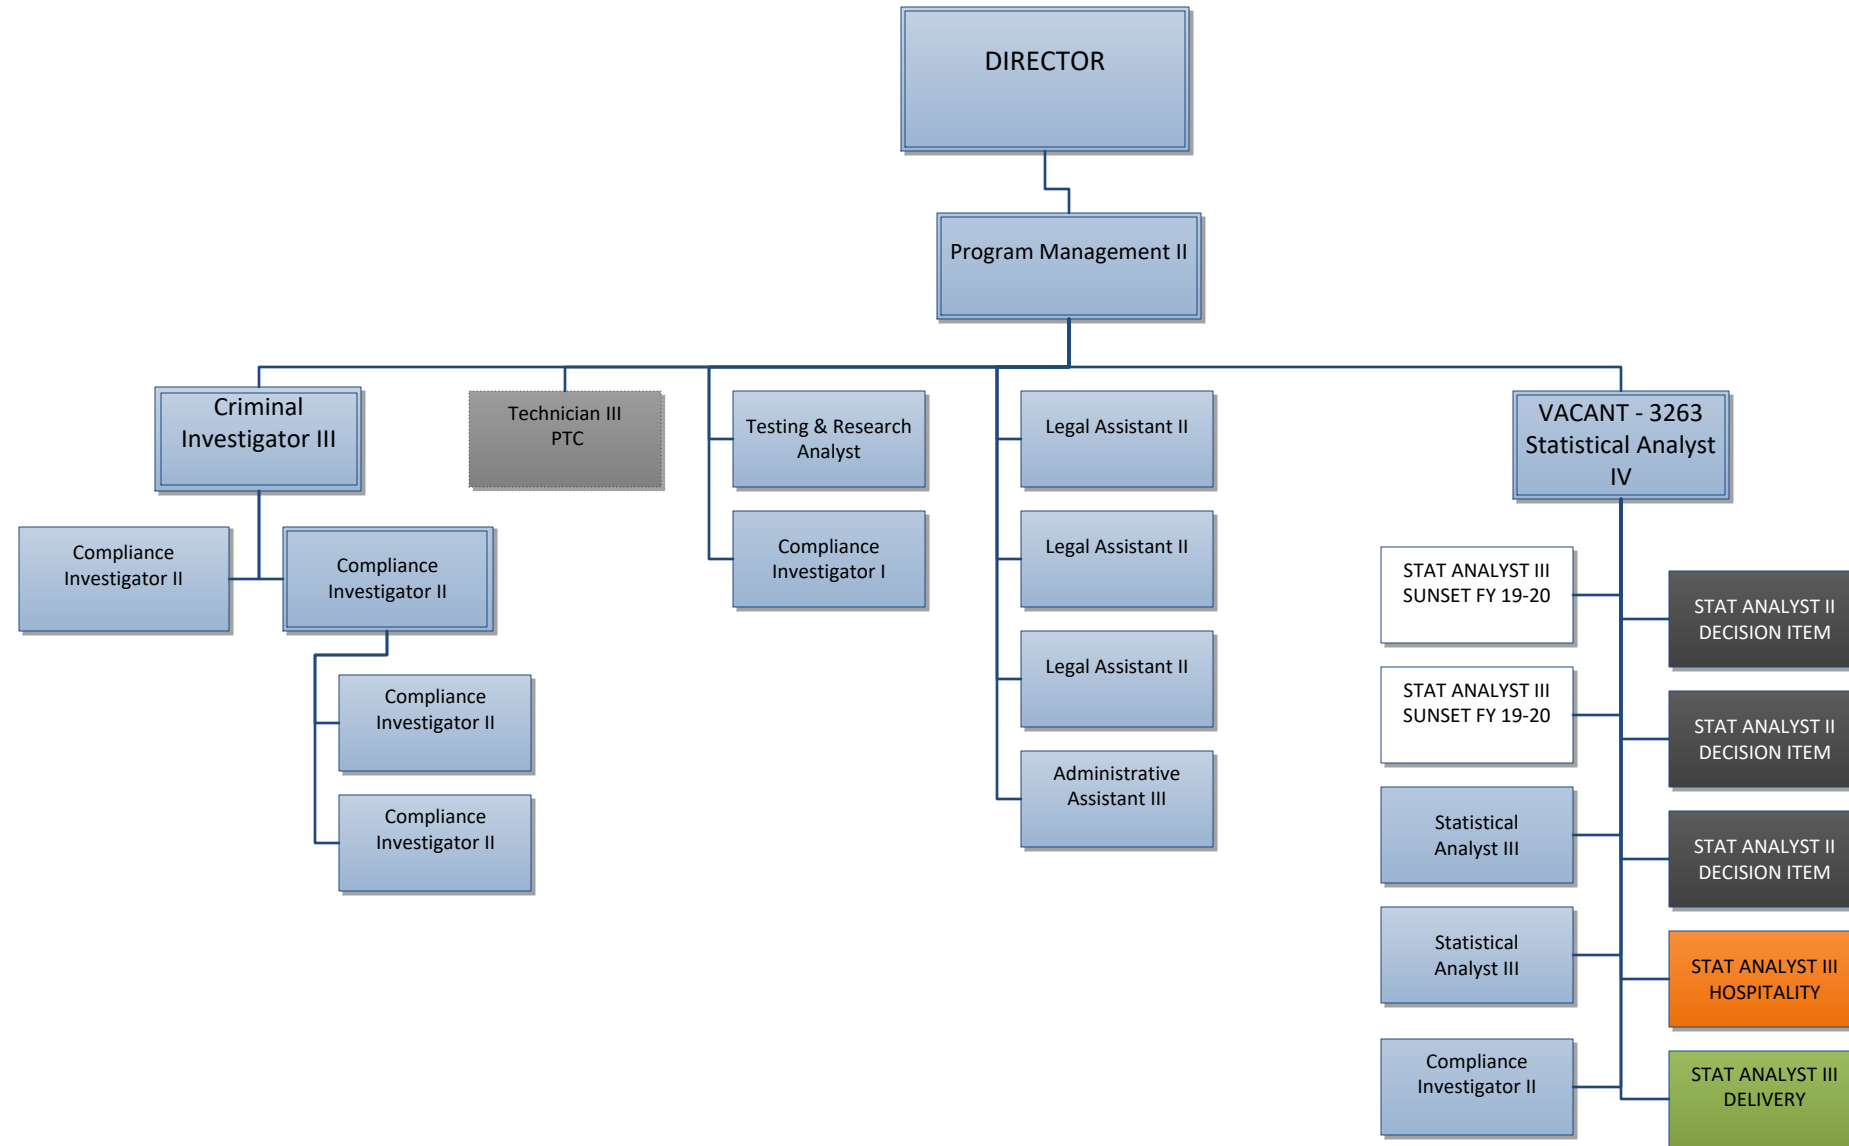 DIRECTOR
Program Management II
Criminal
Investigator III
Technician III
PTC
Testing & Research
Analyst
Legal Assistant II
VACANT - 3263
Statistical Analyst
IV
Compliance
Investigator II
Compliance
Investigator II
Compliance
Investigator I
Legal Assistant II
STAT ANALYST III
SUNSET FY 19-20
STAT ANALYST II
DECISION ITEM
Compliance
Investigator II
Legal Assistant II
STAT ANALYST III
SUNSET FY 19-20
STAT ANALYST II
DECISION ITEM
Compliance
Investigator II
Administrative
Assistant III
Statistical
Analyst III
STAT ANALYST II
DECISION ITEM
Statistical
Analyst III
STAT ANALYST III
HOSPITALITY
Compliance
Investigator II
STAT ANALYST III
DELIVERY